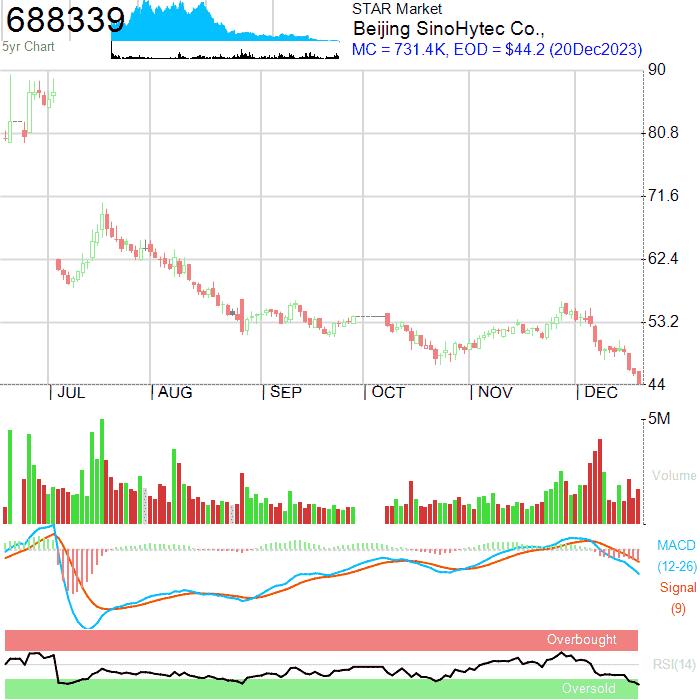 688339
5yr Chart
STAR Market
Beijing SinoHytec Co.,
MC = 731.4K, EOD = $44.2 (20Dec2023)
90
80.8
71.6
62.4
53.2
44
JUL AUG SEP OCT NOV DEC
5M
Volume
MACD
(12-26)
Signal
(9)
Overbought
RSI(14)
Oversold